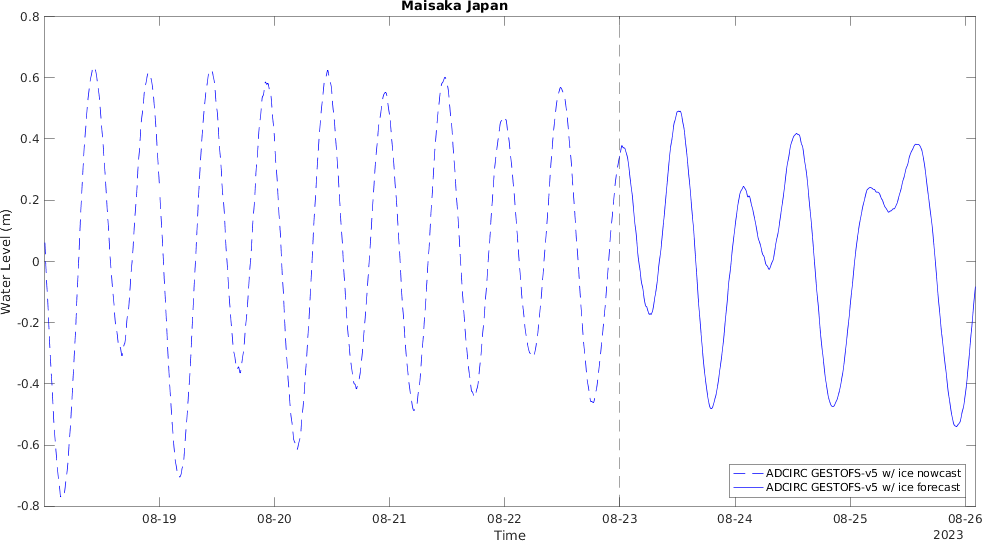 Maisaka Japan
0.8
0.6
0.4
0.2
0
-0.2
-0.4
-0.6
-0.8
Water Level (m)
ADCIRC GESTOFS-v5 w/ ice nowcast
ADCIRC GESTOFS-v5 w/ ice forecast
08-19 08-20 08-21 08-22 08-23 08-24 08-25 08-26
Time
2023